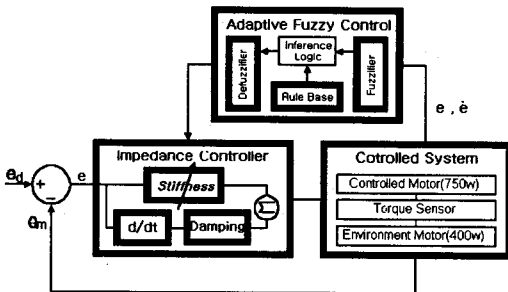 Adaptive Fuzzy Control
Defuzzifier
Inference
Logic
Fuzzifier
Rule Base
e , ė
Impedance Controller
Stiffness
d/dt
Damping
Σ
Cotrolled System
Controlled Motor(750w)
Torque Sensor
Environment Motor(400w)
θd
+
−
e
θm